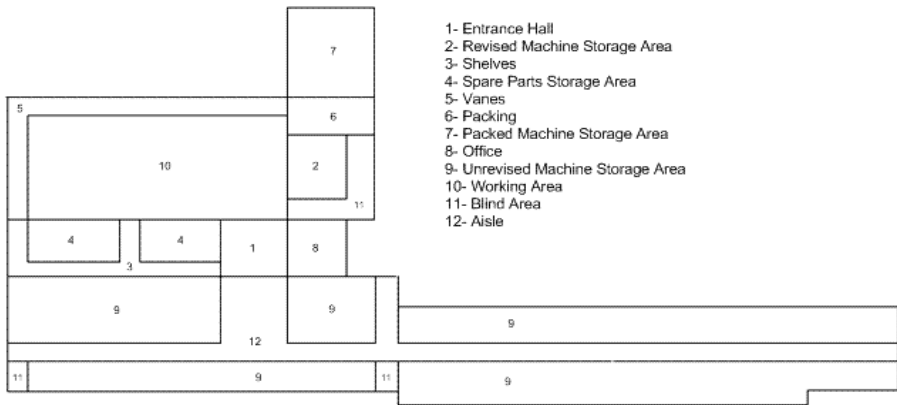 1- Entrance Hall
2- Revised Machine Storage Area
3- Shelves
4- Spare Parts Storage Area
5- Vanes
6- Packing
7- Packed Machine Storage Area
8- Office
9- Unrevised Machine Storage Area
10- Working Area
11- Blind Area
12- Aisle
7
5
6
10
2
11
4
4
1
8
3
9
9
9
12
11
9
11
9